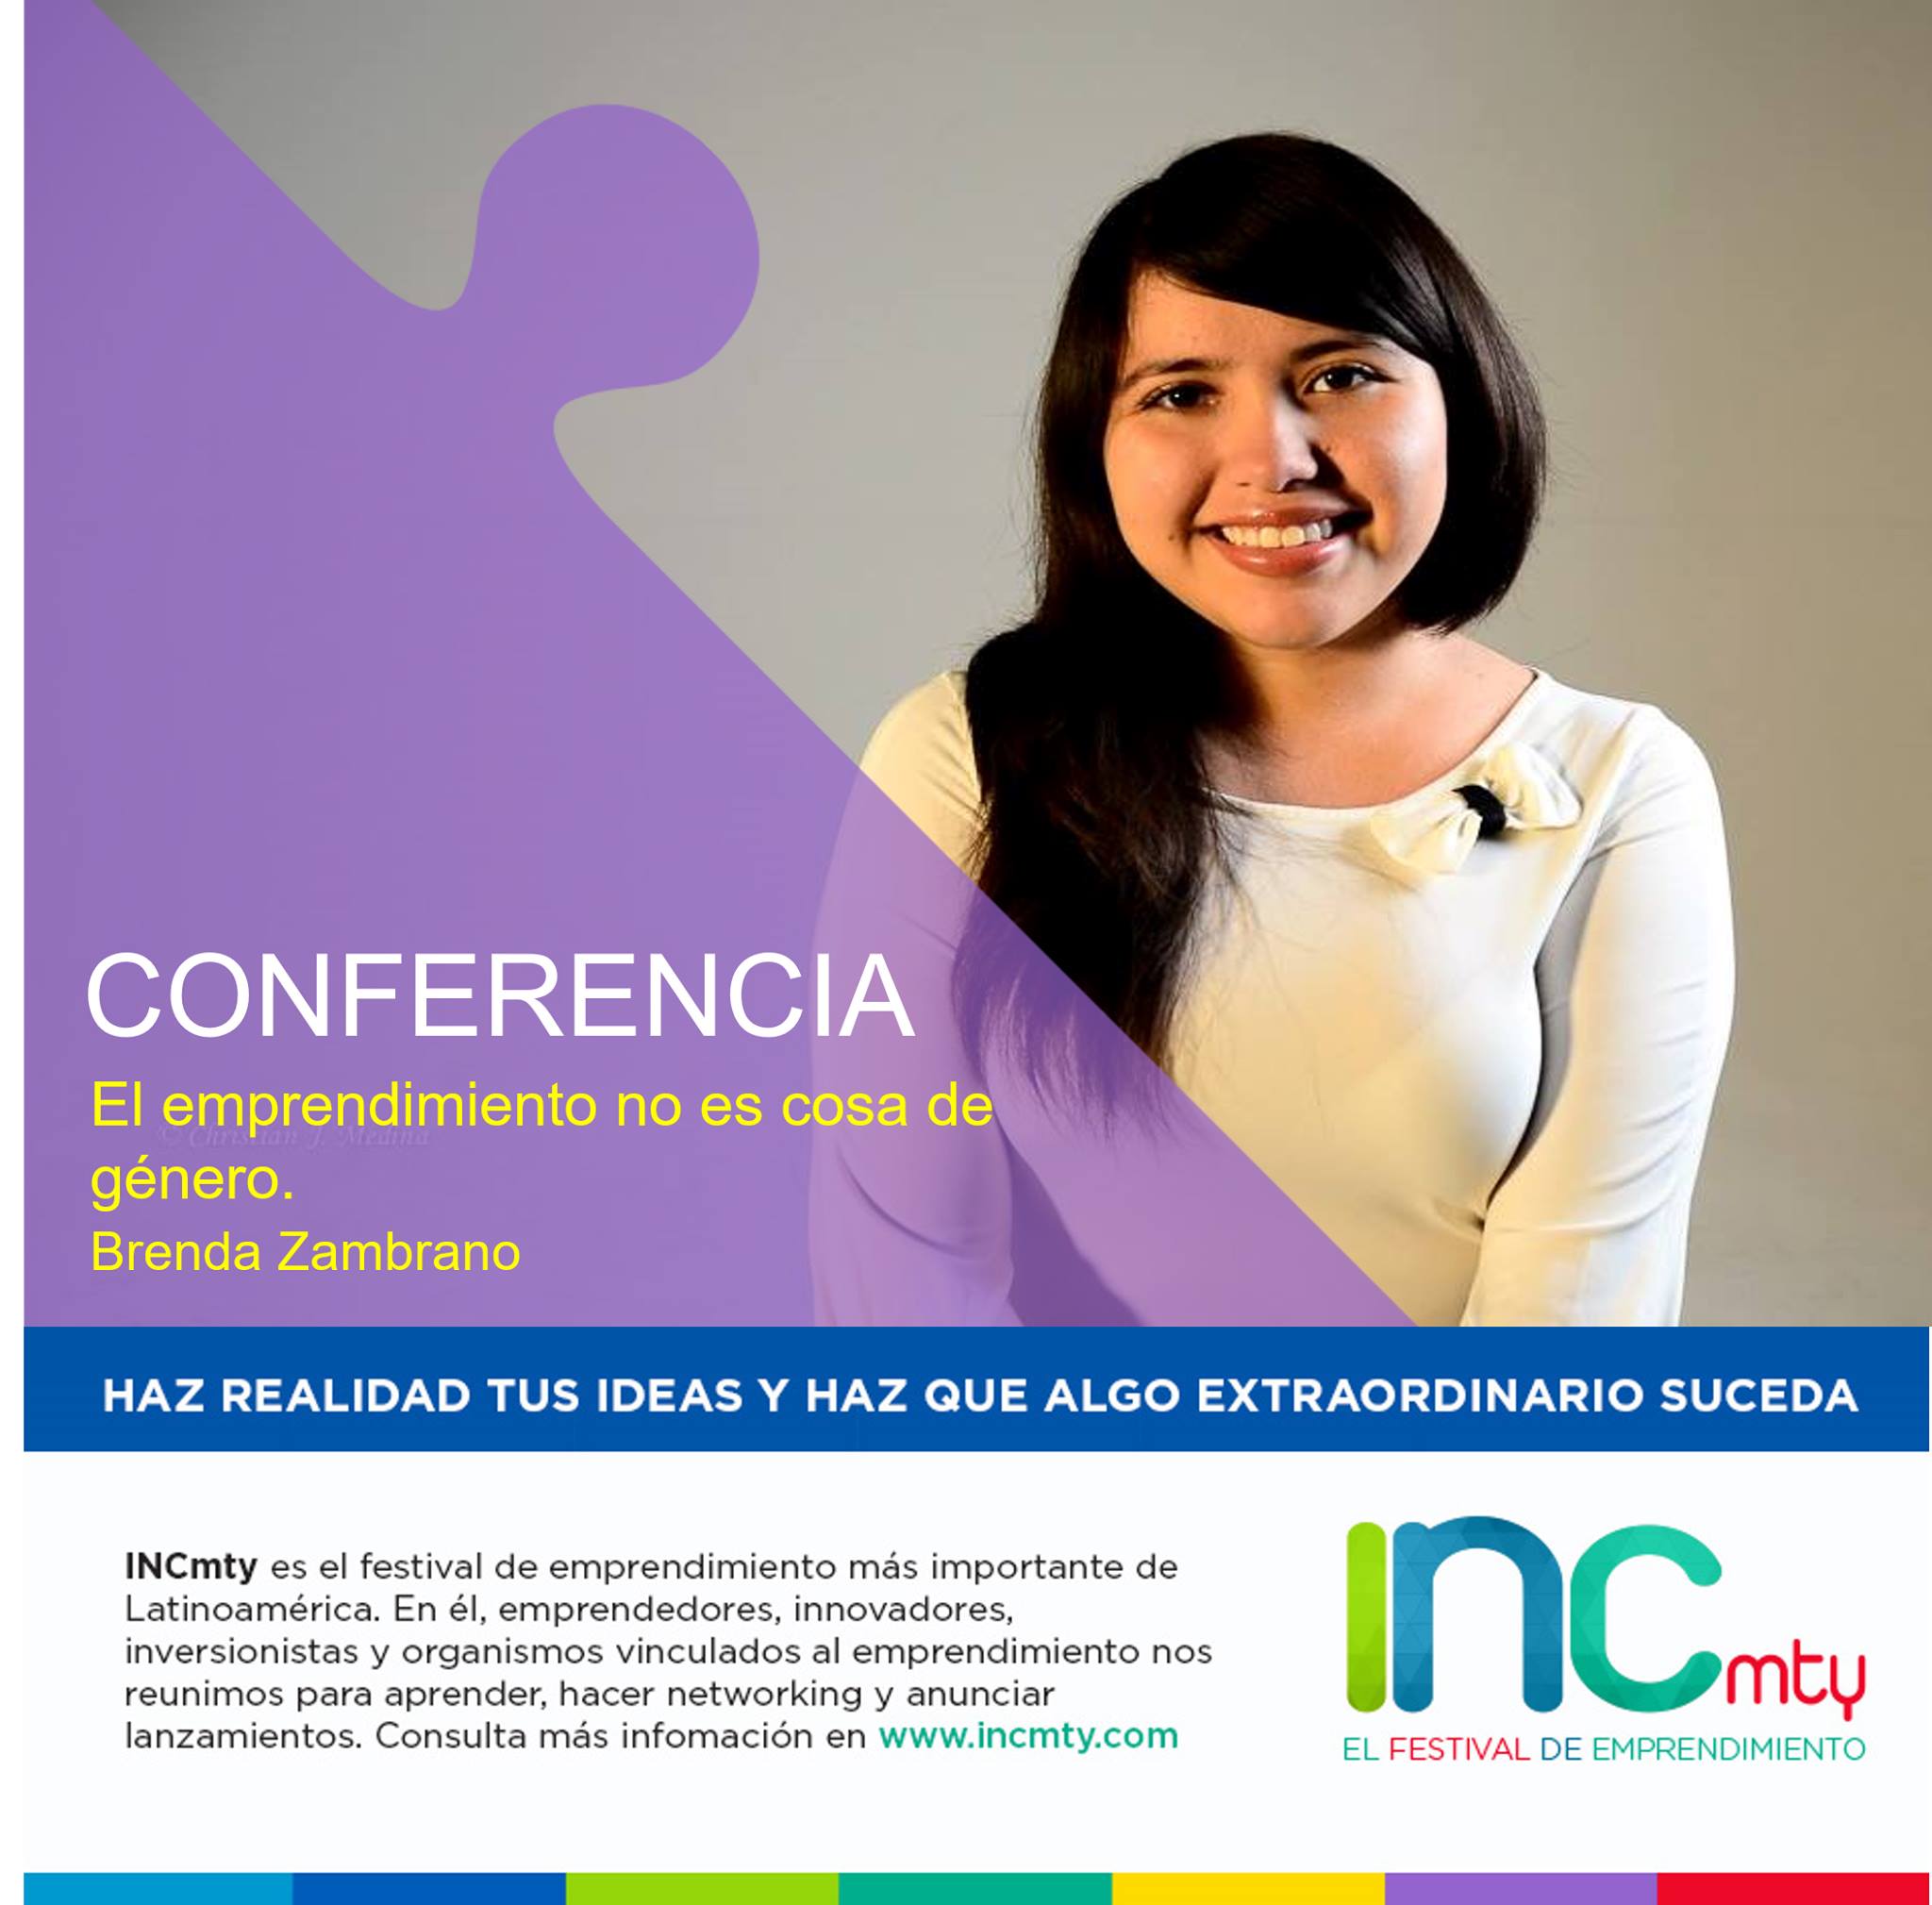 CONFERENCIA
El emprendimiento no es cosa de
género.
© Christian J. Medina
Brenda Zambrano
HAZ REALIDAD TUS IDEAS Y HAZ QUE ALGO EXTRAORDINARIO SUCEDA
INCmty es el festival de emprendimiento más importante de
Latinoamérica. En él, emprendedores, innovadores,
inversionistas y organismos vinculados al emprendimiento nos
reunimos para aprender, hacer networking y anunciar
lanzamientos. Consulta más infomación en www.incmty.com
INCmty
EL FESTIVAL DE EMPRENDIMIENTO